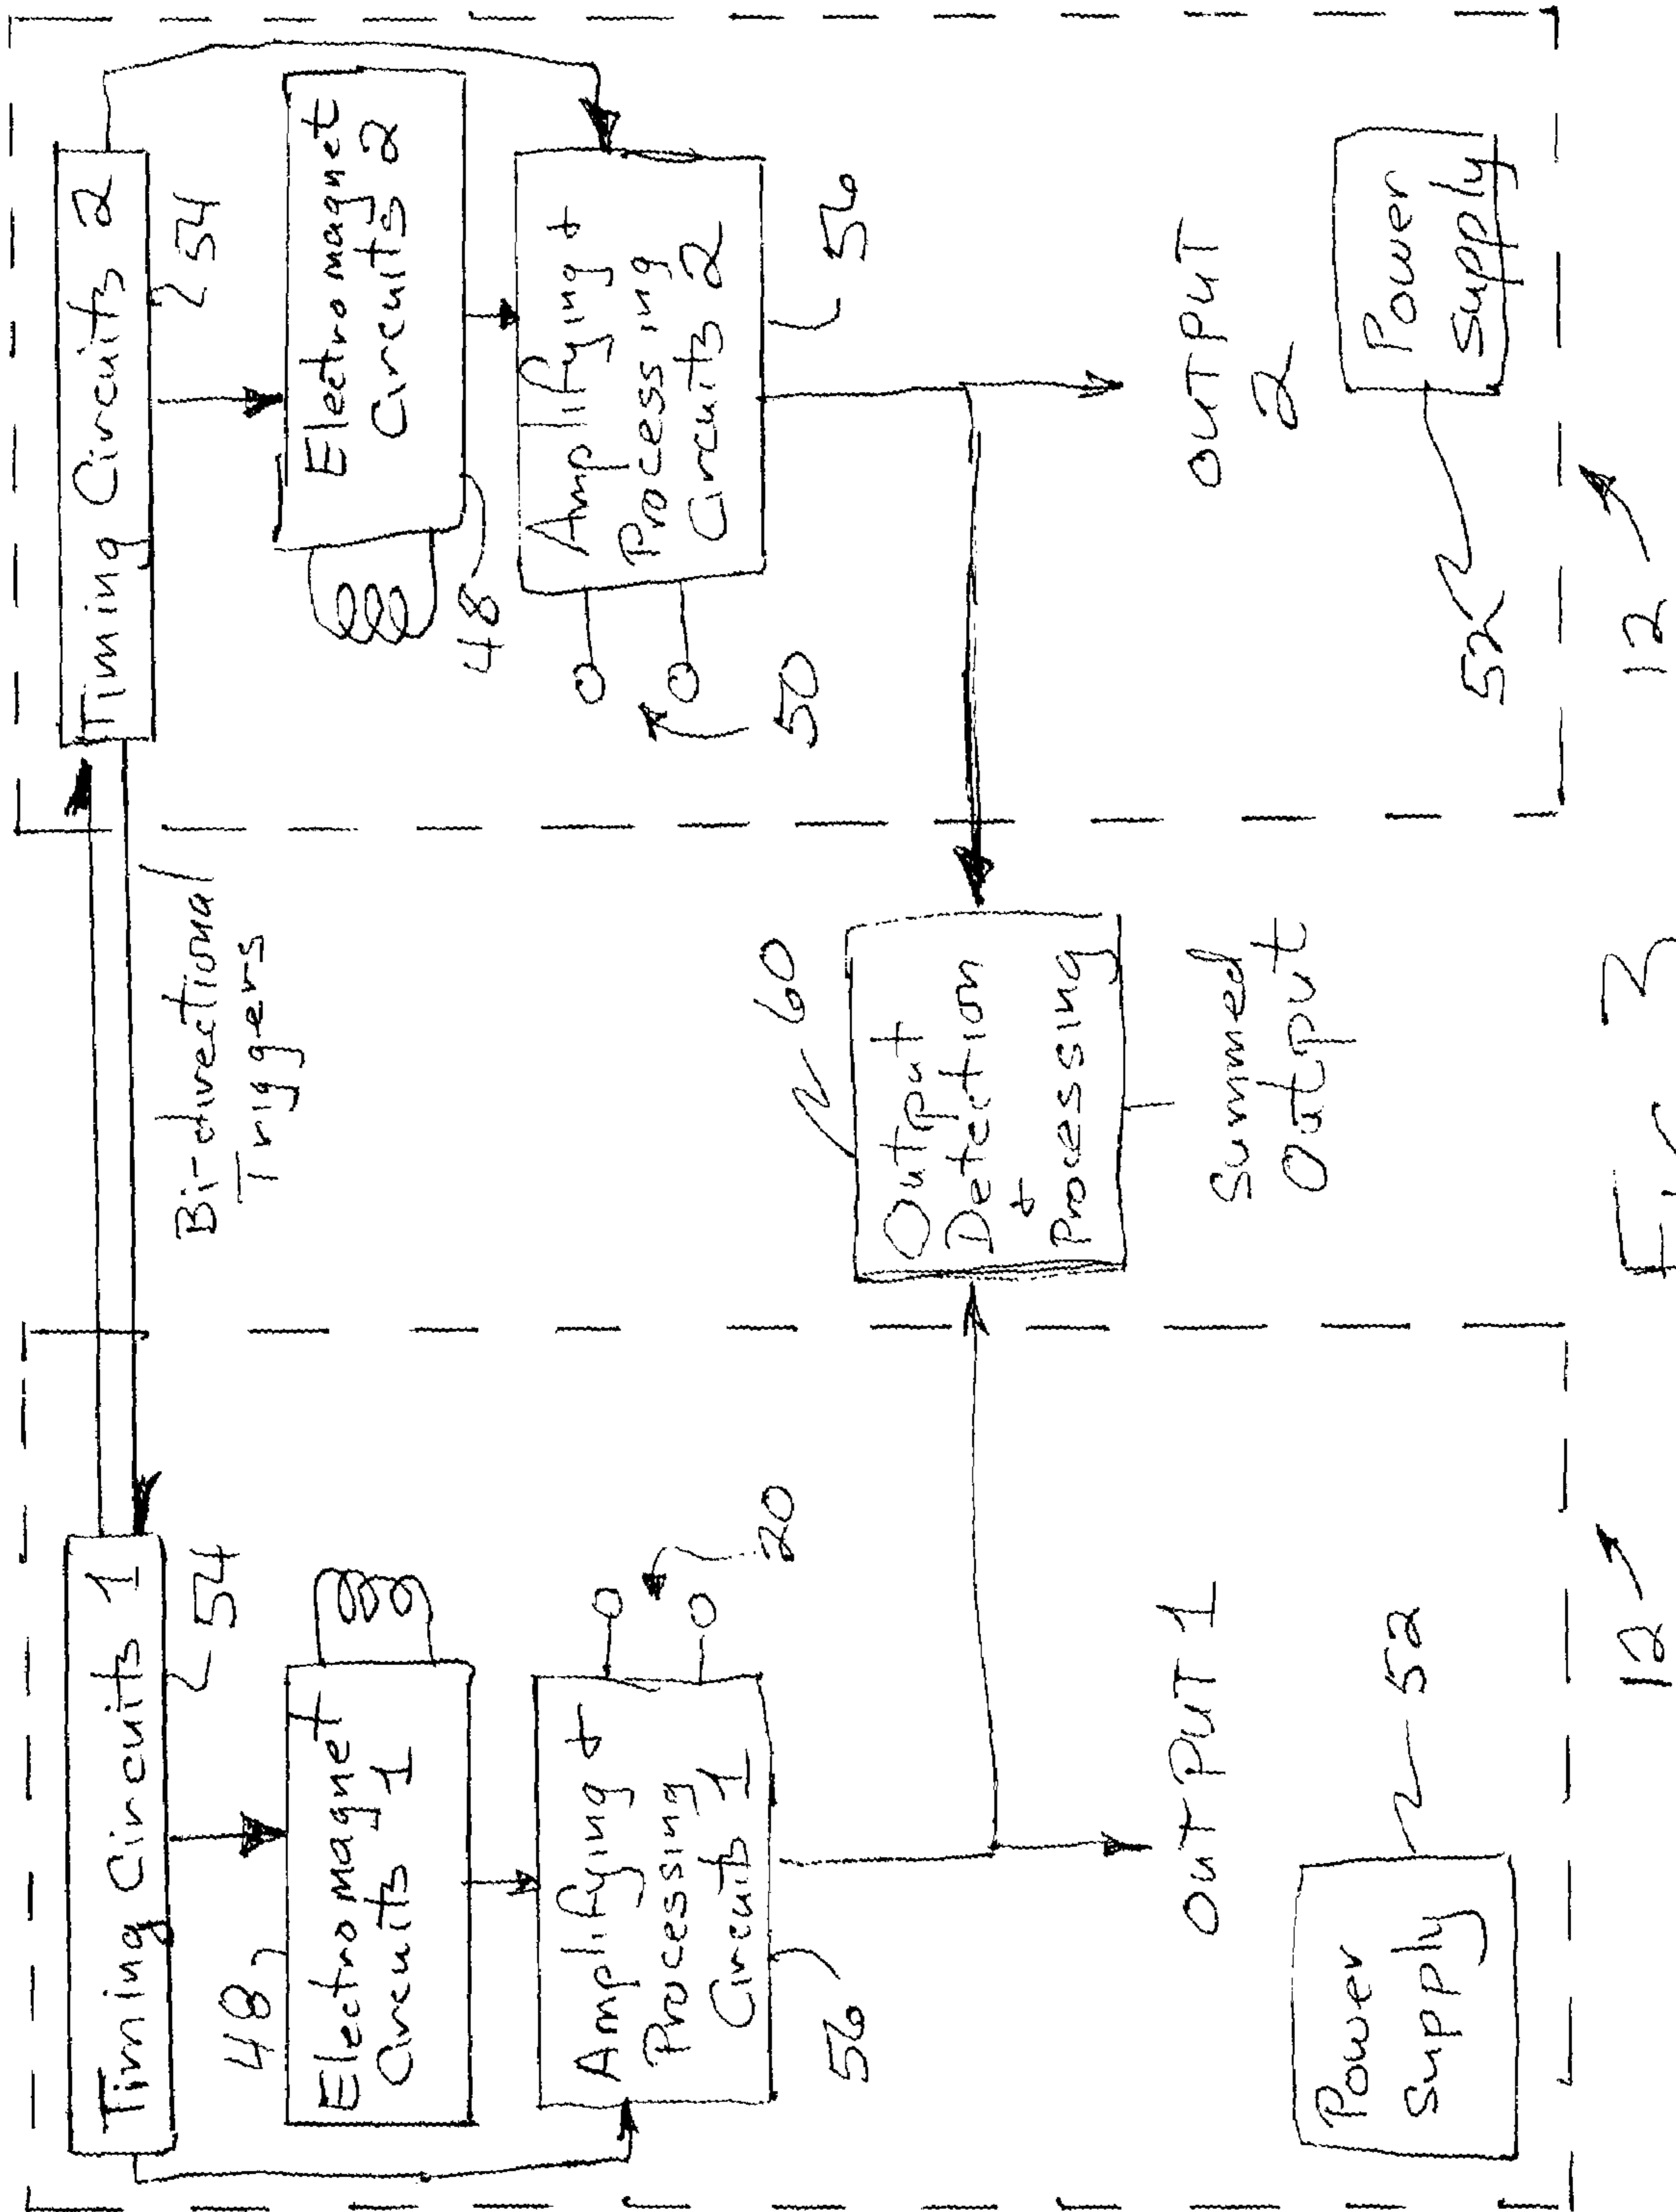 Timing Circuits 1
54
48
Electromagnet
Circuits 1
Amplifying +
Processing
Circuits 1
20
56
OUTPUT 1
Power
Supply
52
12
Bi-directional
Triggers
60
Output
Detection
+
Processing
Summed
Output
Timing Circuits 2
54
Electromagnet
Circuits 2
48
Amplifying +
Processing
Circuits 2
50
56
OUTPUT
2
Power
Supply
52
12